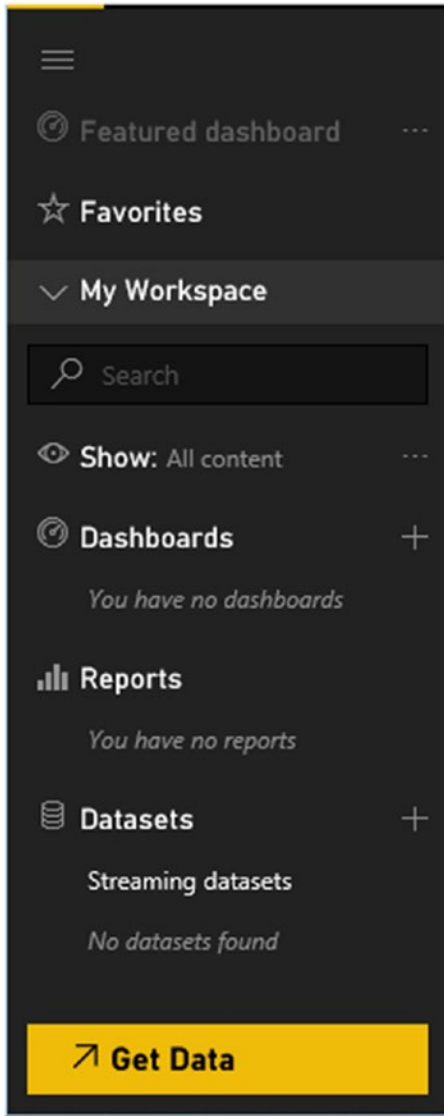 Featured dashboard ...
Favorites
My Workspace
Search
Show: All content ...
Dashboards +
You have no dashboards
Reports
You have no reports
Datasets +
Streaming datasets
No datasets found
Get Data